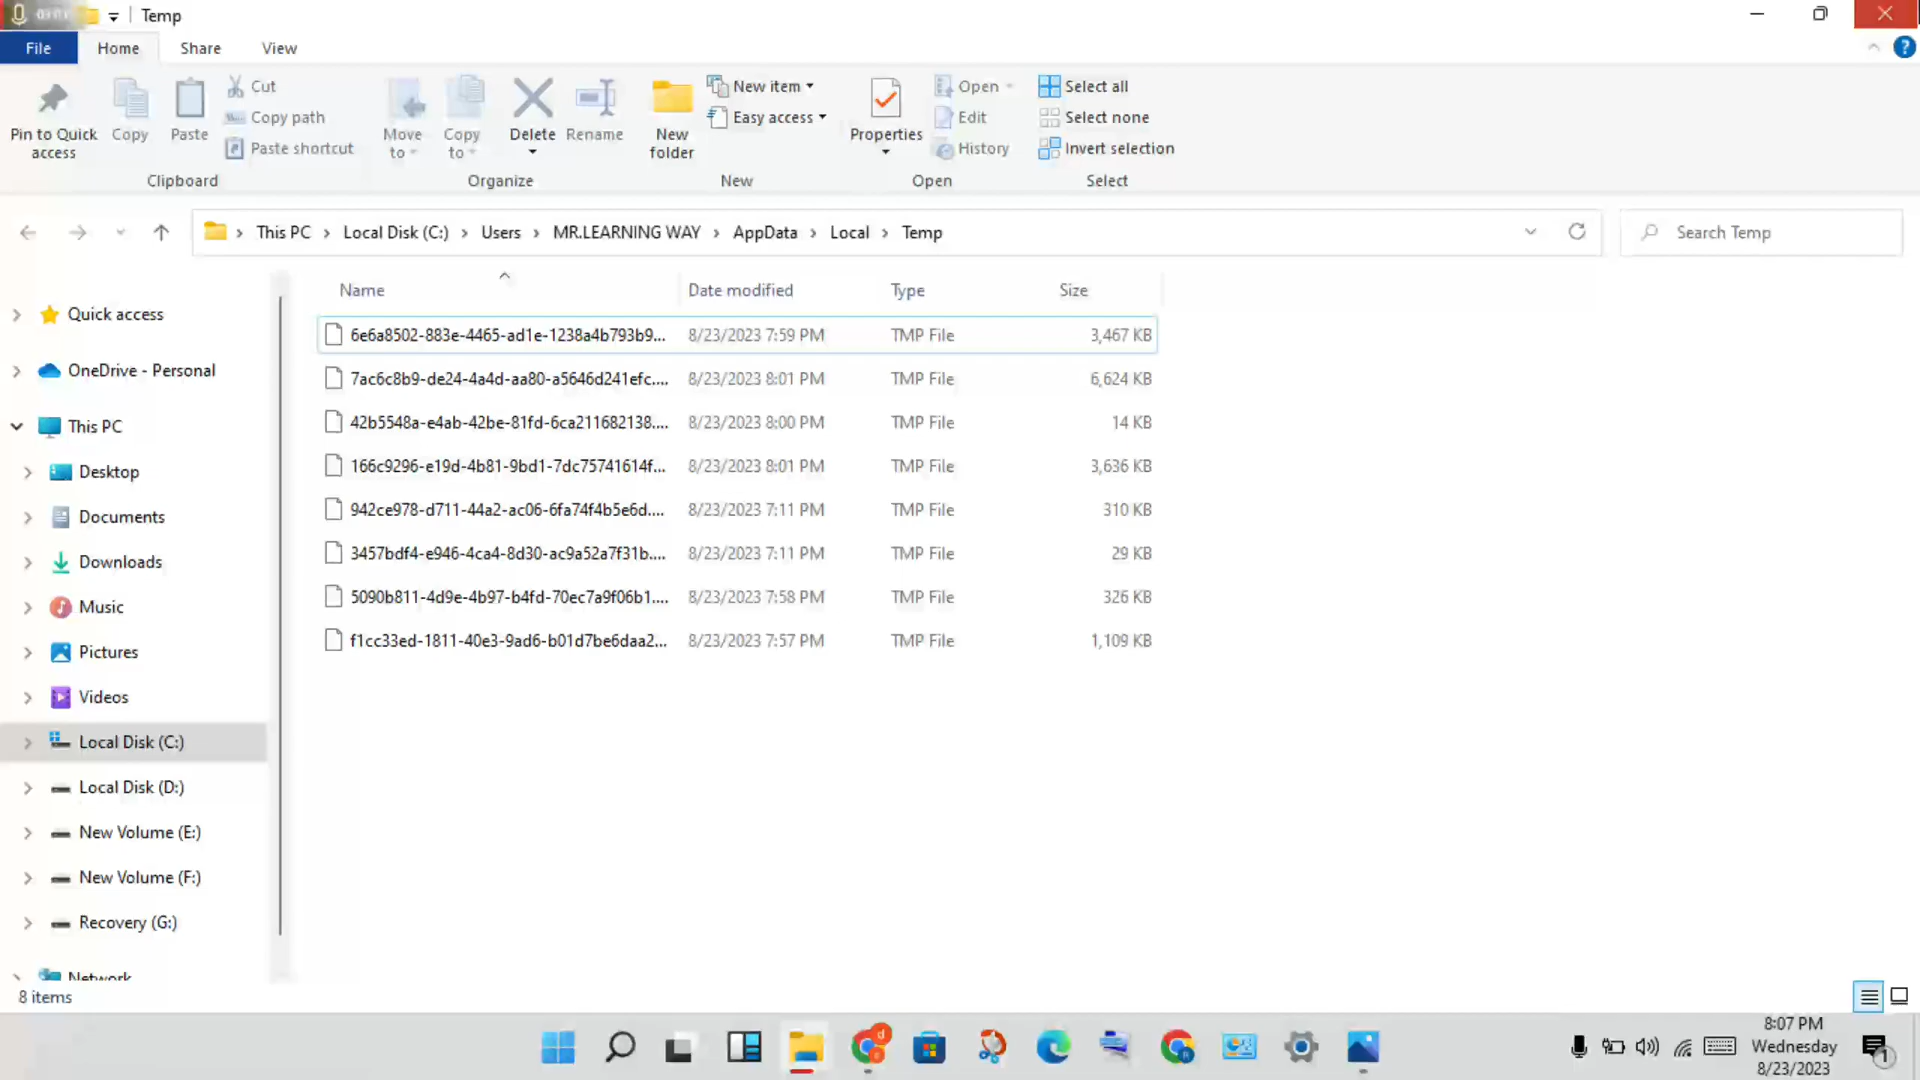 Temp
File Home Share View
Pin to Quick access
Copy
Paste
Cut
Copy path
Paste shortcut
Clipboard
Move to
Copy to
Delete
Rename
Organize
New folder
New item
Easy access
New
Properties
Open
Edit
History
Open
Select all
Select none
Invert selection
Select
This PC › Local Disk (C:) › Users › MR.LEARNING WAY › AppData › Local › Temp
Search Temp
Quick access
OneDrive - Personal
This PC
Desktop
Documents
Downloads
Music
Pictures
Videos
Local Disk (C:)
Local Disk (D:)
New Volume (E:)
New Volume (F:)
Recovery (G:)
Network
Name Date modified Type Size
6e6a8502-883e-4465-ad1e-1238a4b793b9... 8/23/2023 7:59 PM TMP File 3,467 KB
7ac6c8b9-de24-4a4d-aa80-a5646d241efc.... 8/23/2023 8:01 PM TMP File 6,624 KB
42b5548a-e4ab-42be-81fd-6ca211682138.... 8/23/2023 8:00 PM TMP File 14 KB
166c9296-e19d-4b81-9bd1-7dc75741614f... 8/23/2023 8:01 PM TMP File 3,636 KB
942ce978-d711-44a2-ac06-6fa74f4b5e6d.... 8/23/2023 7:11 PM TMP File 310 KB
3457bdf4-e946-4ca4-8d30-ac9a52a7f31b.... 8/23/2023 7:11 PM TMP File 29 KB
5090b811-4d9e-4b97-b4fd-70ec7a9f06b1.... 8/23/2023 7:58 PM TMP File 326 KB
f1cc33ed-1811-40e3-9ad6-b01d7be6daa2... 8/23/2023 7:57 PM TMP File 1,109 KB
8 items
8:07 PM
Wednesday
8/23/2023
1